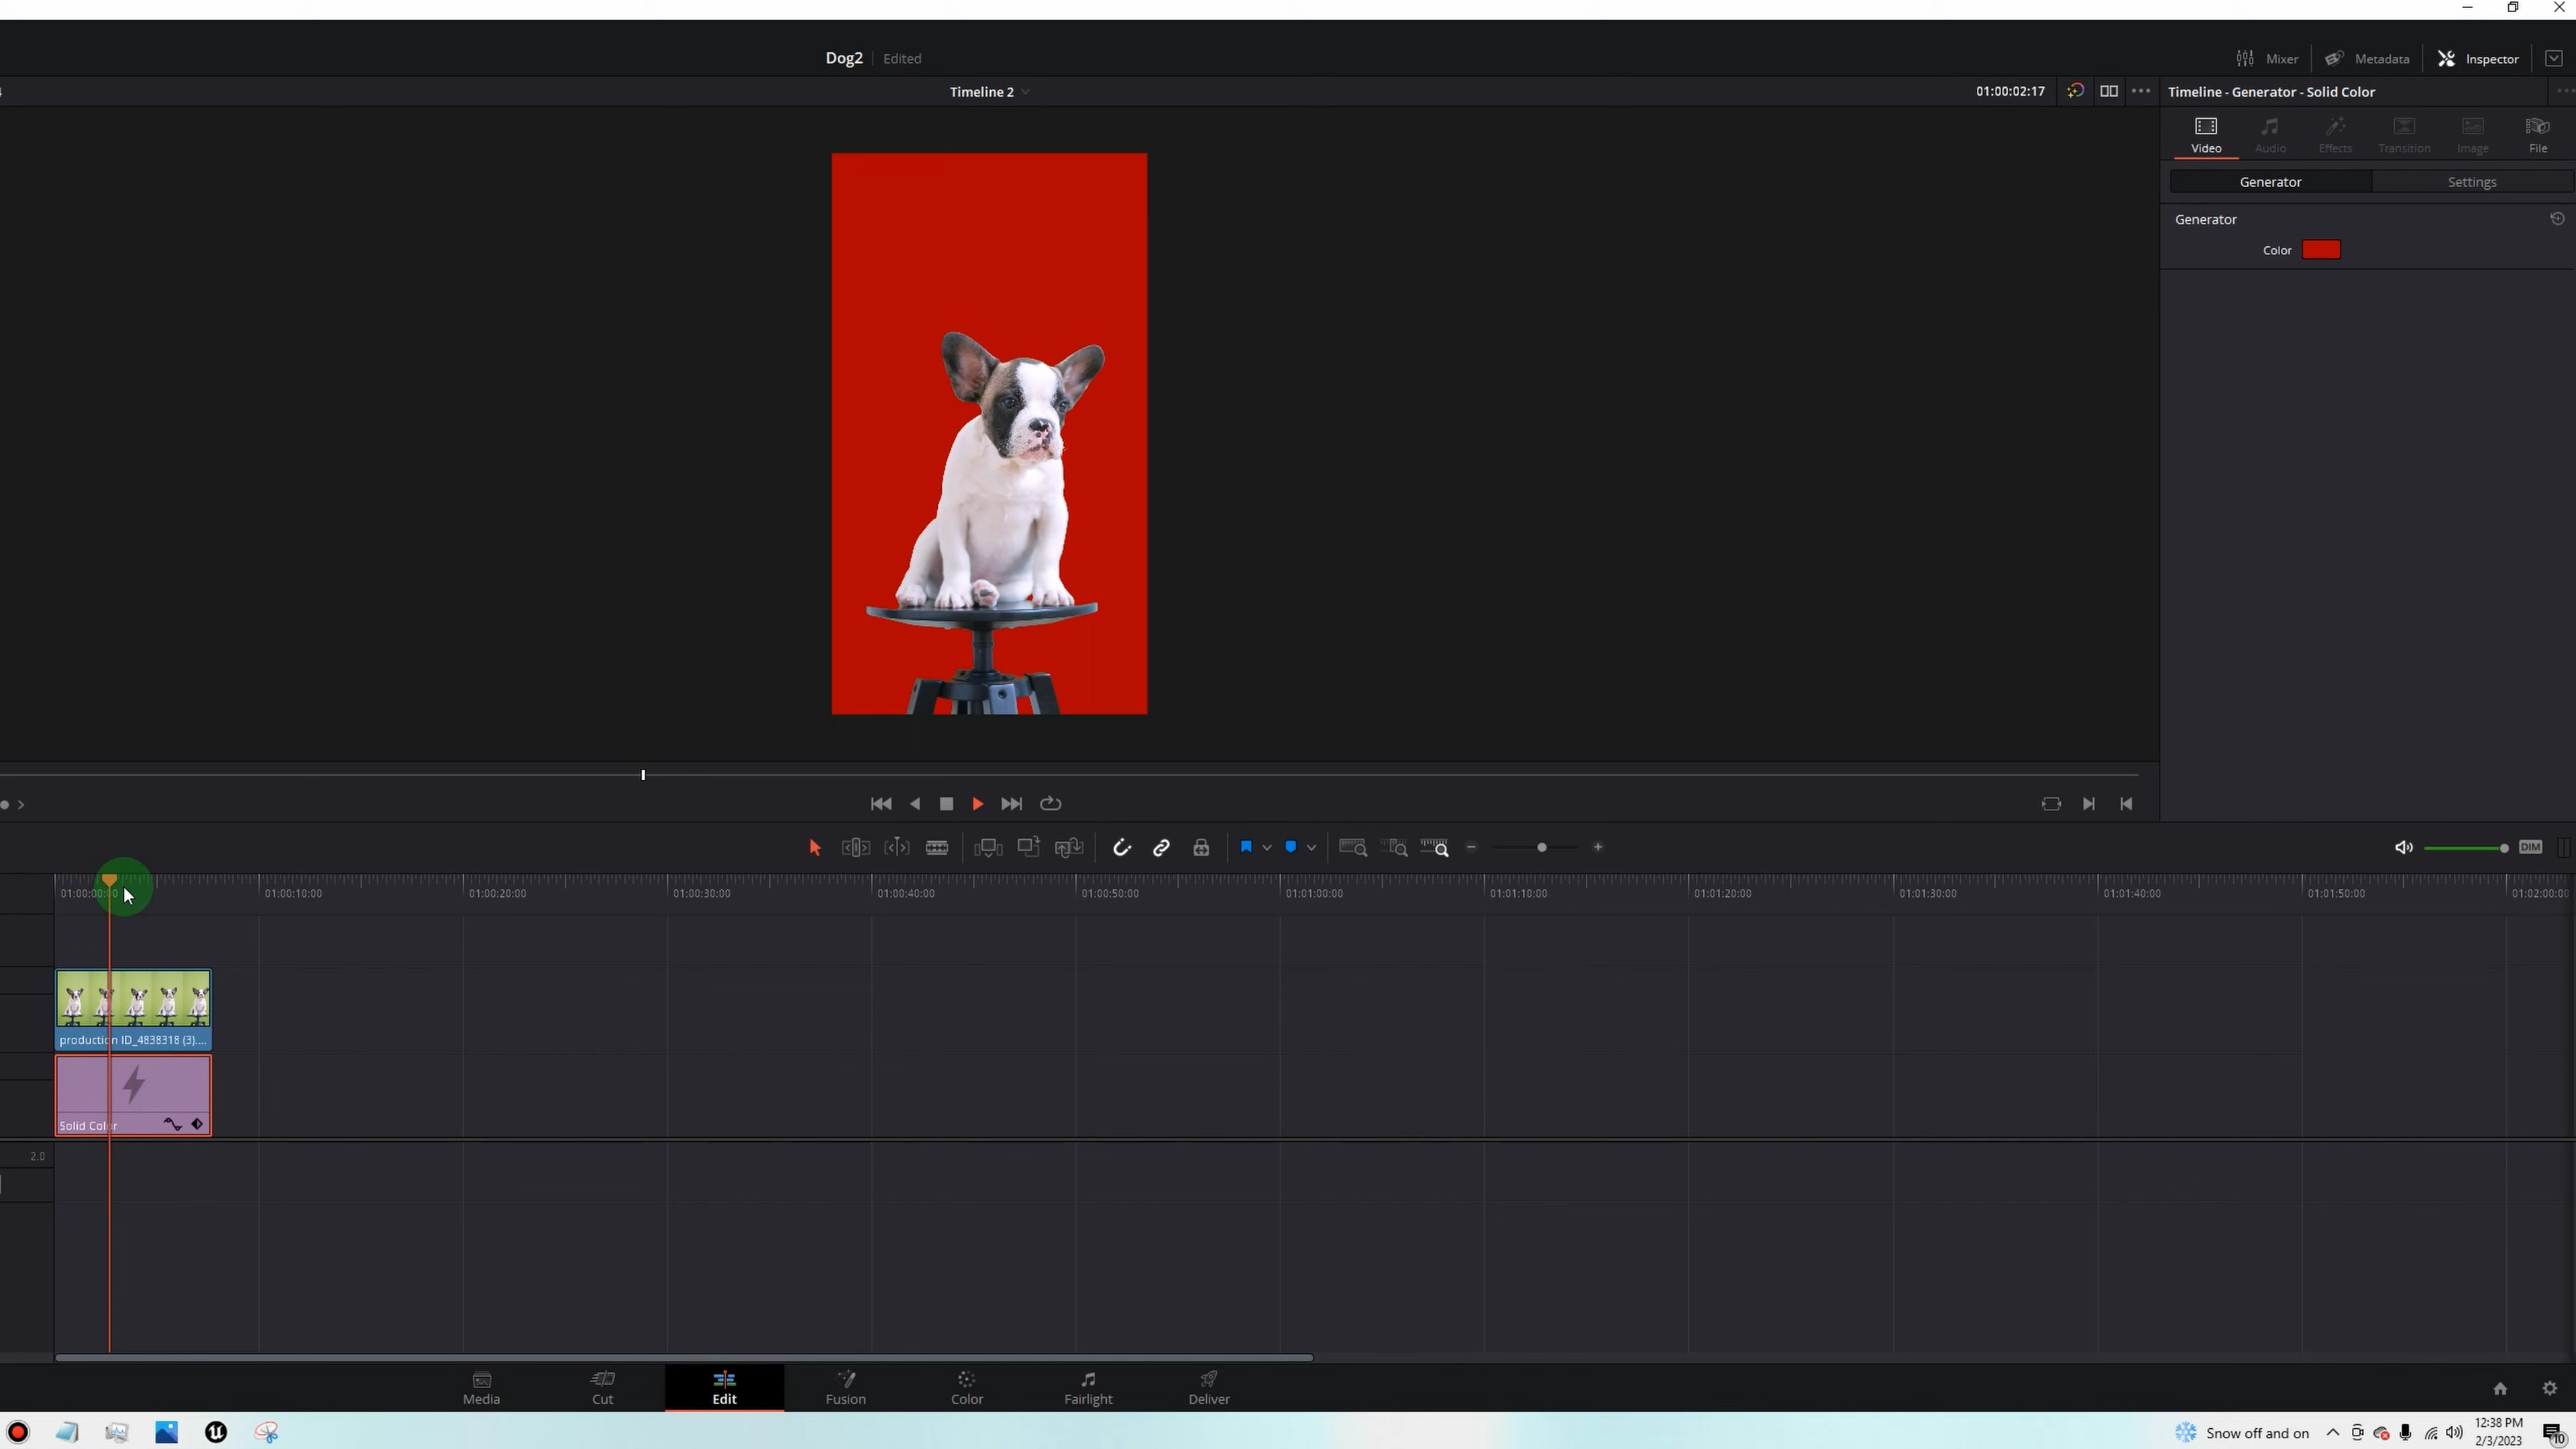 Dog2 Edited
Mixer Metadata Inspector
Timeline 2
01:00:02:17
Timeline - Generator - Solid Color
Video Audio Effects Transition Image File
Generator Settings
Generator
Color
DIM
01:00:00:00 01:00:10:00 01:00:20:00 01:00:30:00 01:00:40:00 01:00:50:00 01:01:00:00 01:01:10:00 01:01:20:00 01:01:30:00 01:01:40:00 01:01:50:00 01:02:00:00
production ID_4838318 (3)....
Solid Color
2.0
Media Cut Edit Fusion Color Fairlight Deliver
Snow off and on
12:38 PM
2/3/2023
10